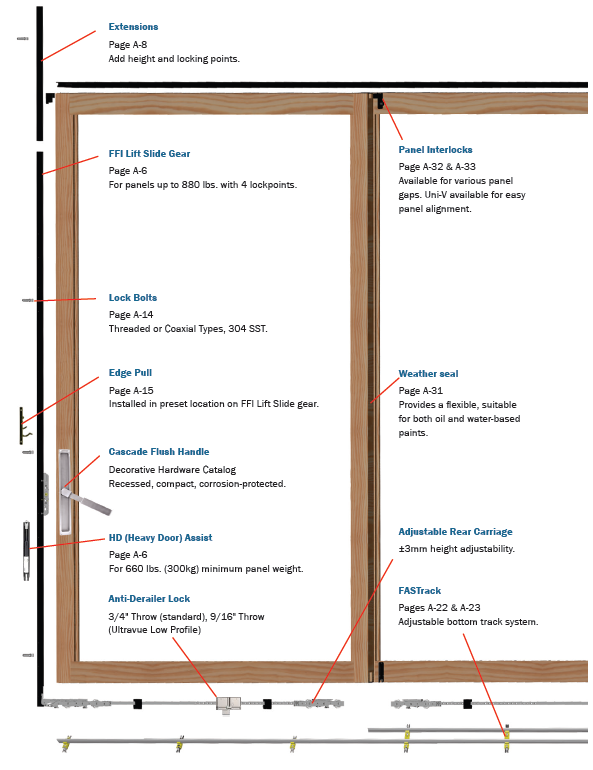 Extensions
Page A-8
Add height and locking points.
FFI Lift Slide Gear
Page A-6
For panels up to 880 lbs. with 4 lockpoints.
Panel Interlocks
Page A-32 & A-33
Available for various panel
gaps. Uni-V available for easy
panel alignment.
Lock Bolts
Page A-14
Threaded or Coaxial Types, 304 SST.
Edge Pull
Page A-15
Installed in preset location on FFI Lift Slide gear.
Weather seal
Page A-31
Provides a flexible, suitable
for both oil and water-based
paints.
Cascade Flush Handle
Decorative Hardware Catalog
Recessed, compact, corrosion-protected.
HD (Heavy Door) Assist
Page A-6
For 660 lbs. (300kg) minimum panel weight.
Adjustable Rear Carriage
±3mm height adjustability.
Anti-Derailer Lock
3/4" Throw (standard), 9/16" Throw
(Ultravue Low Profile)
FASTrack
Pages A-22 & A-23
Adjustable bottom track system.